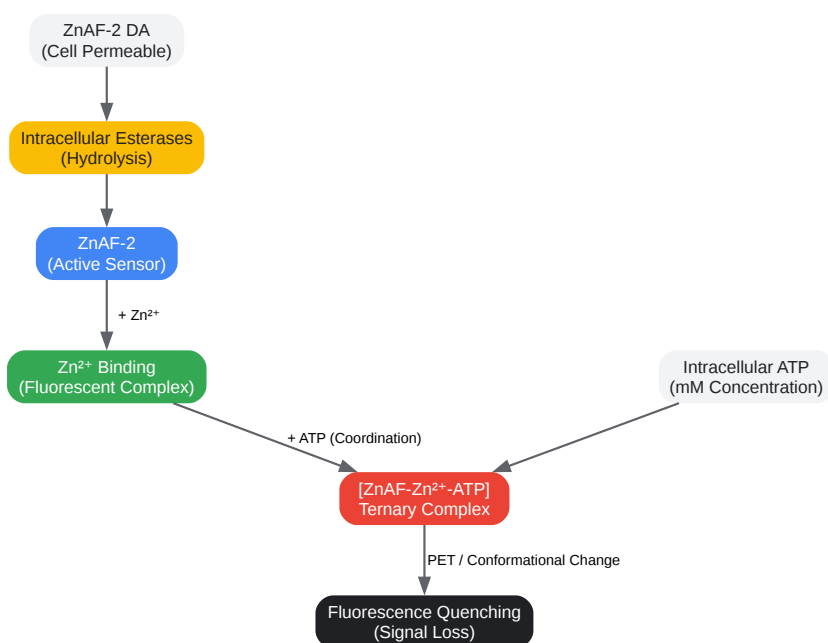 ZnAF-2 DA
(Cell Permeable)
Intracellular Esterases
(Hydrolysis)
ZnAF-2
(Active Sensor)
+ Zn²⁺
Zn²⁺ Binding
(Fluorescent Complex)
Intracellular ATP
(mM Concentration)
+ ATP (Coordination)
[ZnAF-Zn²⁺-ATP]
Ternary Complex
PET / Conformational Change
Fluorescence Quenching
(Signal Loss)